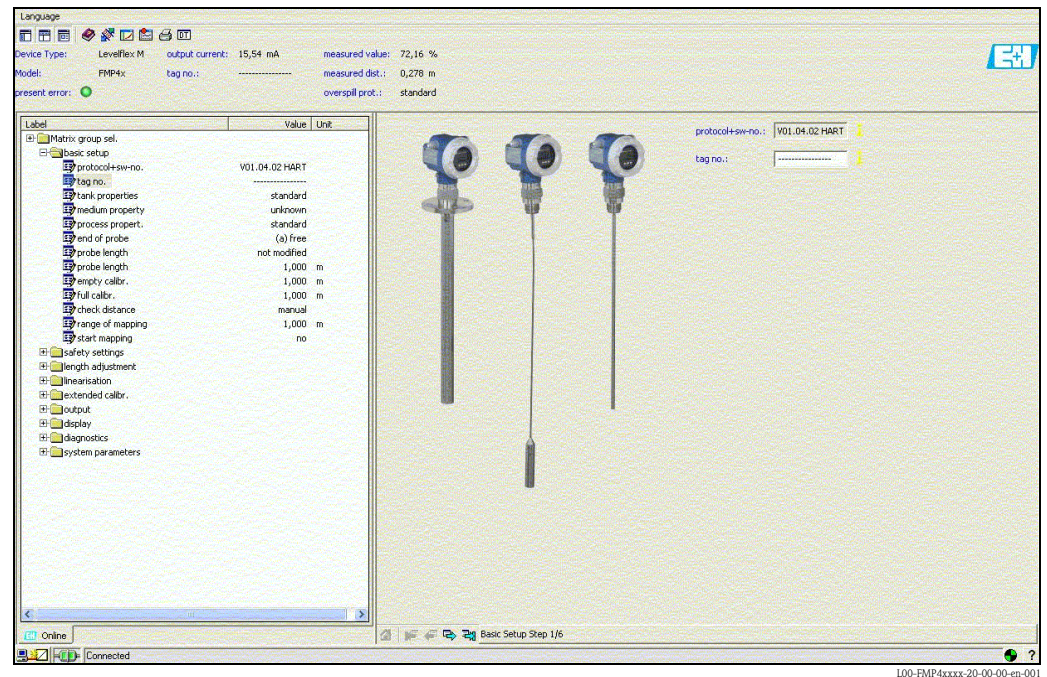 Language
DT
Device Type: Levelflex M output current: 15,54 mA measured value: 72,16 %
Model: FMP4x tag no.: ---------------- measured dist.: 0,278 m
present error: overspill prot.: standard
E+H
Label Value Unit
Matrix group sel.
basic setup
protocol+sw-no. V01.04.02 HART
tag no. ----------------
tank properties standard
medium property unknown
process propert. standard
end of probe (a) free
probe length not modified
probe length 1,000 m
empty calibr. 1,000 m
full calibr. 1,000 m
check distance manual
range of mapping 1,000 m
start mapping no
safety settings
length adjustment
linearisation
extended calibr.
output
display
diagnostics
system parameters
protocol+sw-no.: V01.04.02 HART
tag no.: ----------------
Online
Basic Setup Step 1/6
Connected
?
L00-FMP4xxxx-20-00-00-en-001